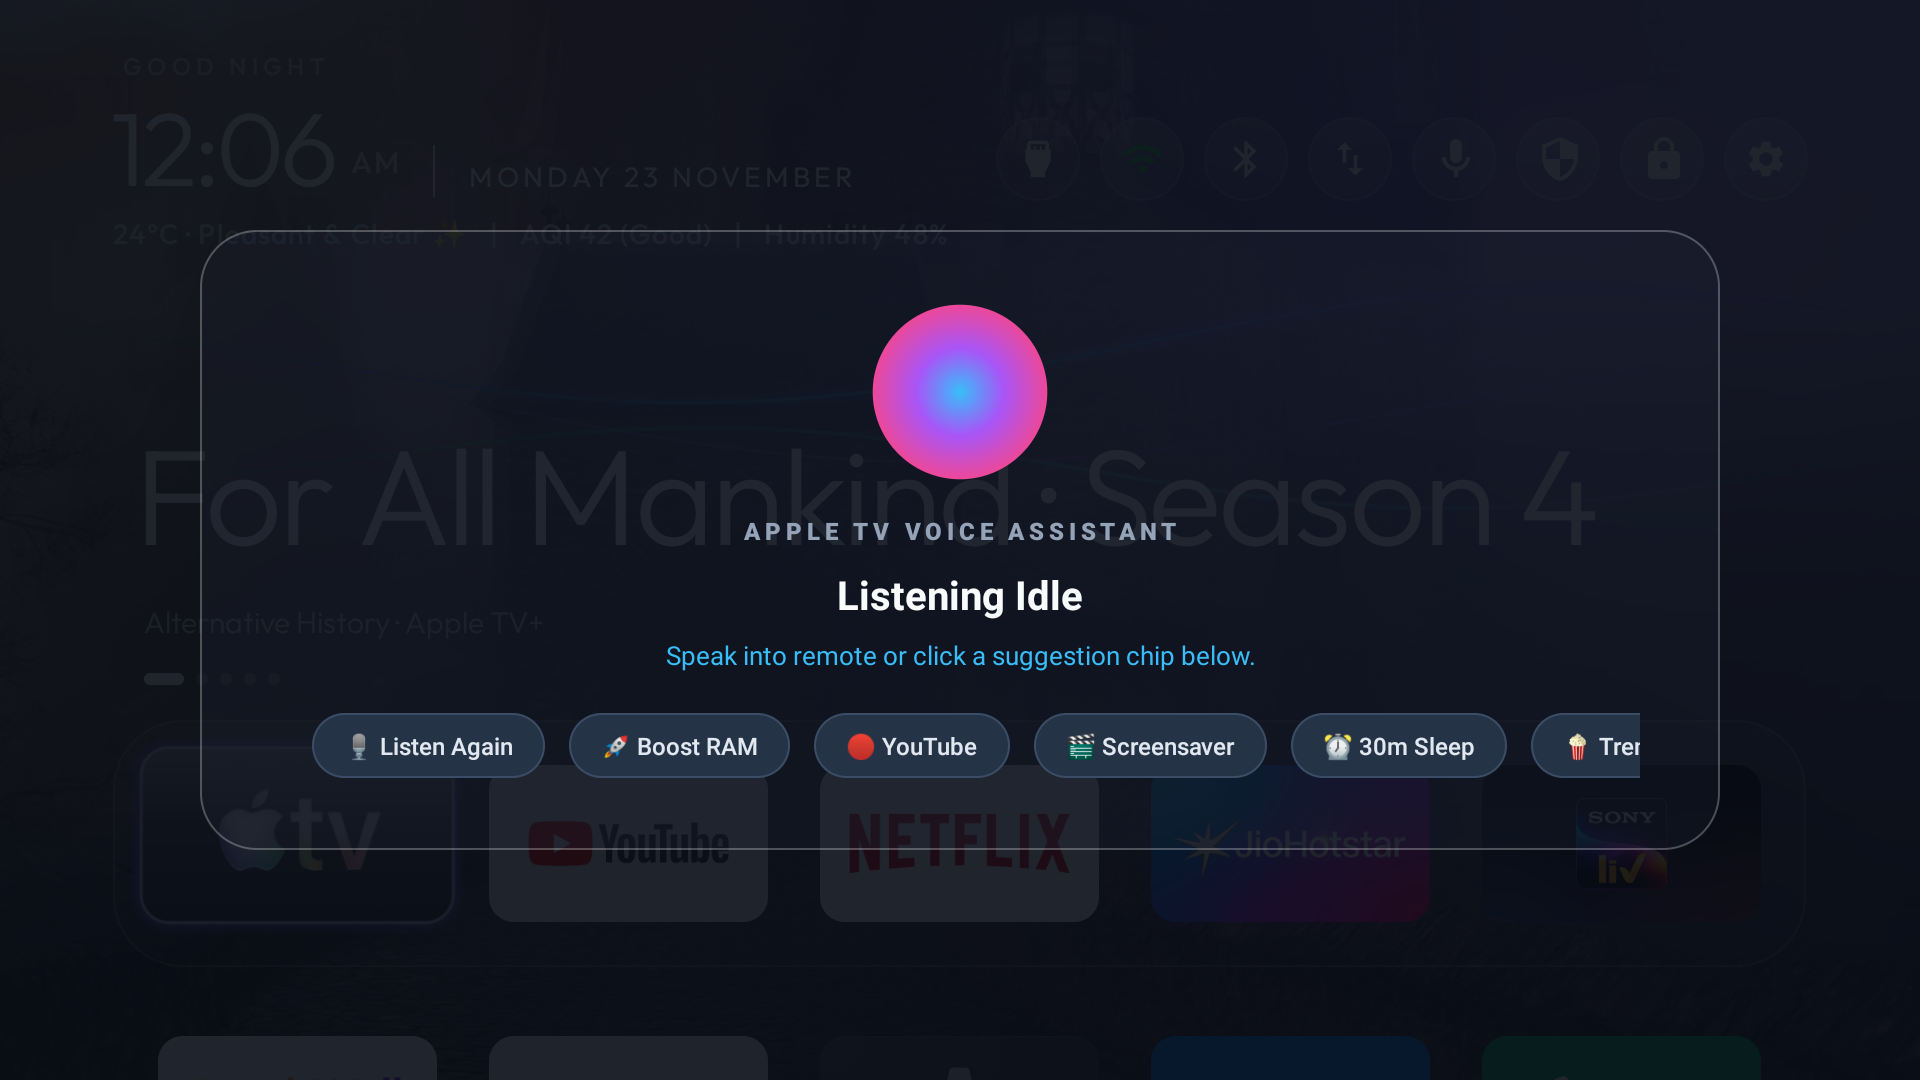 GOOD NIGHT
12:06 AM | MONDAY 23 NOVEMBER
24°C · Pleasant & Clear ✨ | AQI 42 (Good) | Humidity 48%
For All Mankind · Season 4
APPLE TV VOICE ASSISTANT
Listening Idle
Alternative History · Apple TV+
Speak into remote or click a suggestion chip below.
🎙️ Listen Again
🚀 Boost RAM
🔴 YouTube
🎬 Screensaver
⏰ 30m Sleep
🍿 Tren
tv
YouTube
NETFLIX
JioHotstar
SONY
liv